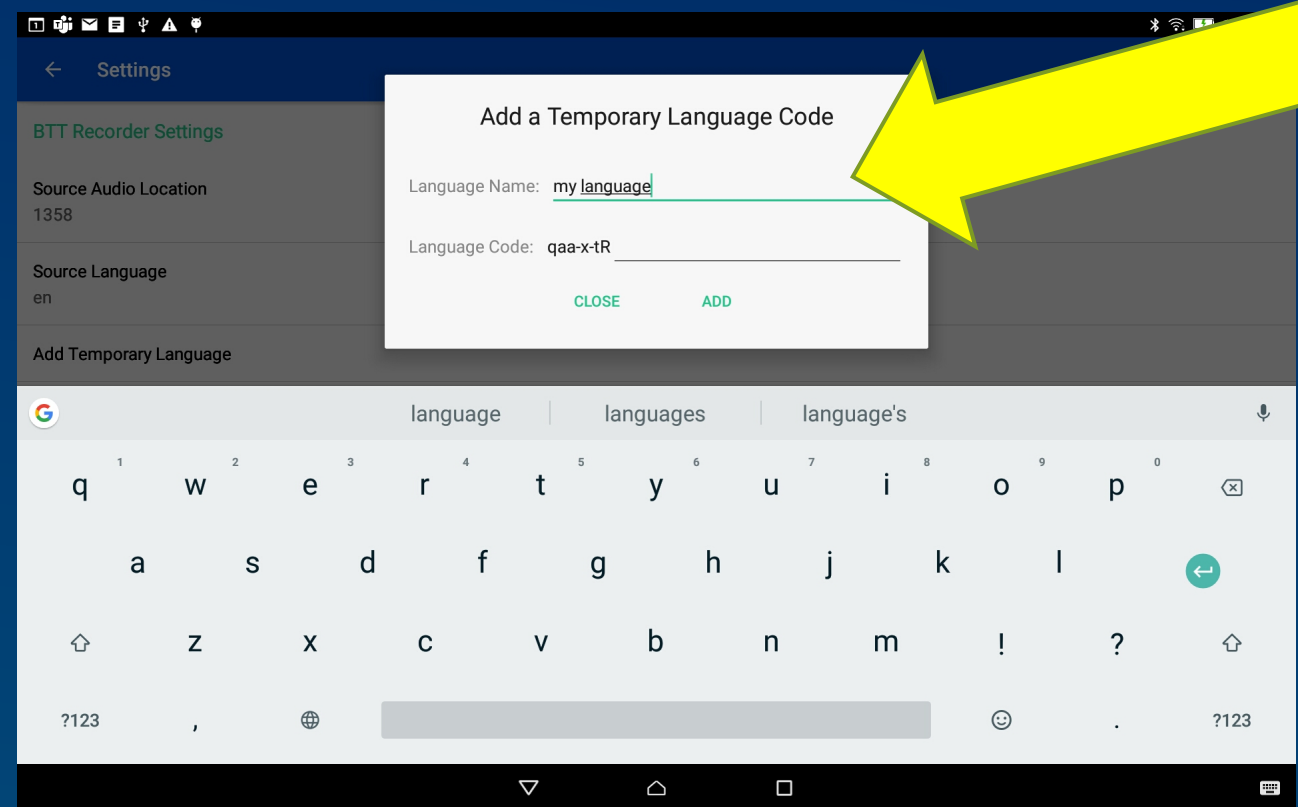 Settings
BTT Recorder Settings
Source Audio Location
1358
Source Language
en
Add Temporary Language
Add a Temporary Language Code
Language Name: my language
Language Code: qaa-x-tR
CLOSE ADD
language languages language's
1 2 3 4 5 6 7 8 9 0
q w e r t y u i o p
a s d f g h j k l
z x c v b n m ! ?
?123 , . ?123